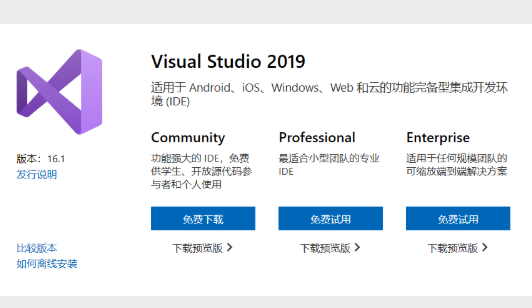 Visual Studio 2019
适用于 Android、iOS、Windows、Web 和云的功能完备型集成开发环
境 (IDE)
版本：16.1
发行说明
比较版本
如何离线安装
Community
功能强大的 IDE，免费
供学生、开放源代码参
与者和个人使用
免费下载
下载预览版
Professional
最适合小型团队的专业
IDE
免费试用
下载预览版
Enterprise
适用于任何规模团队的
可缩放端到端解决方案
免费试用
下载预览版